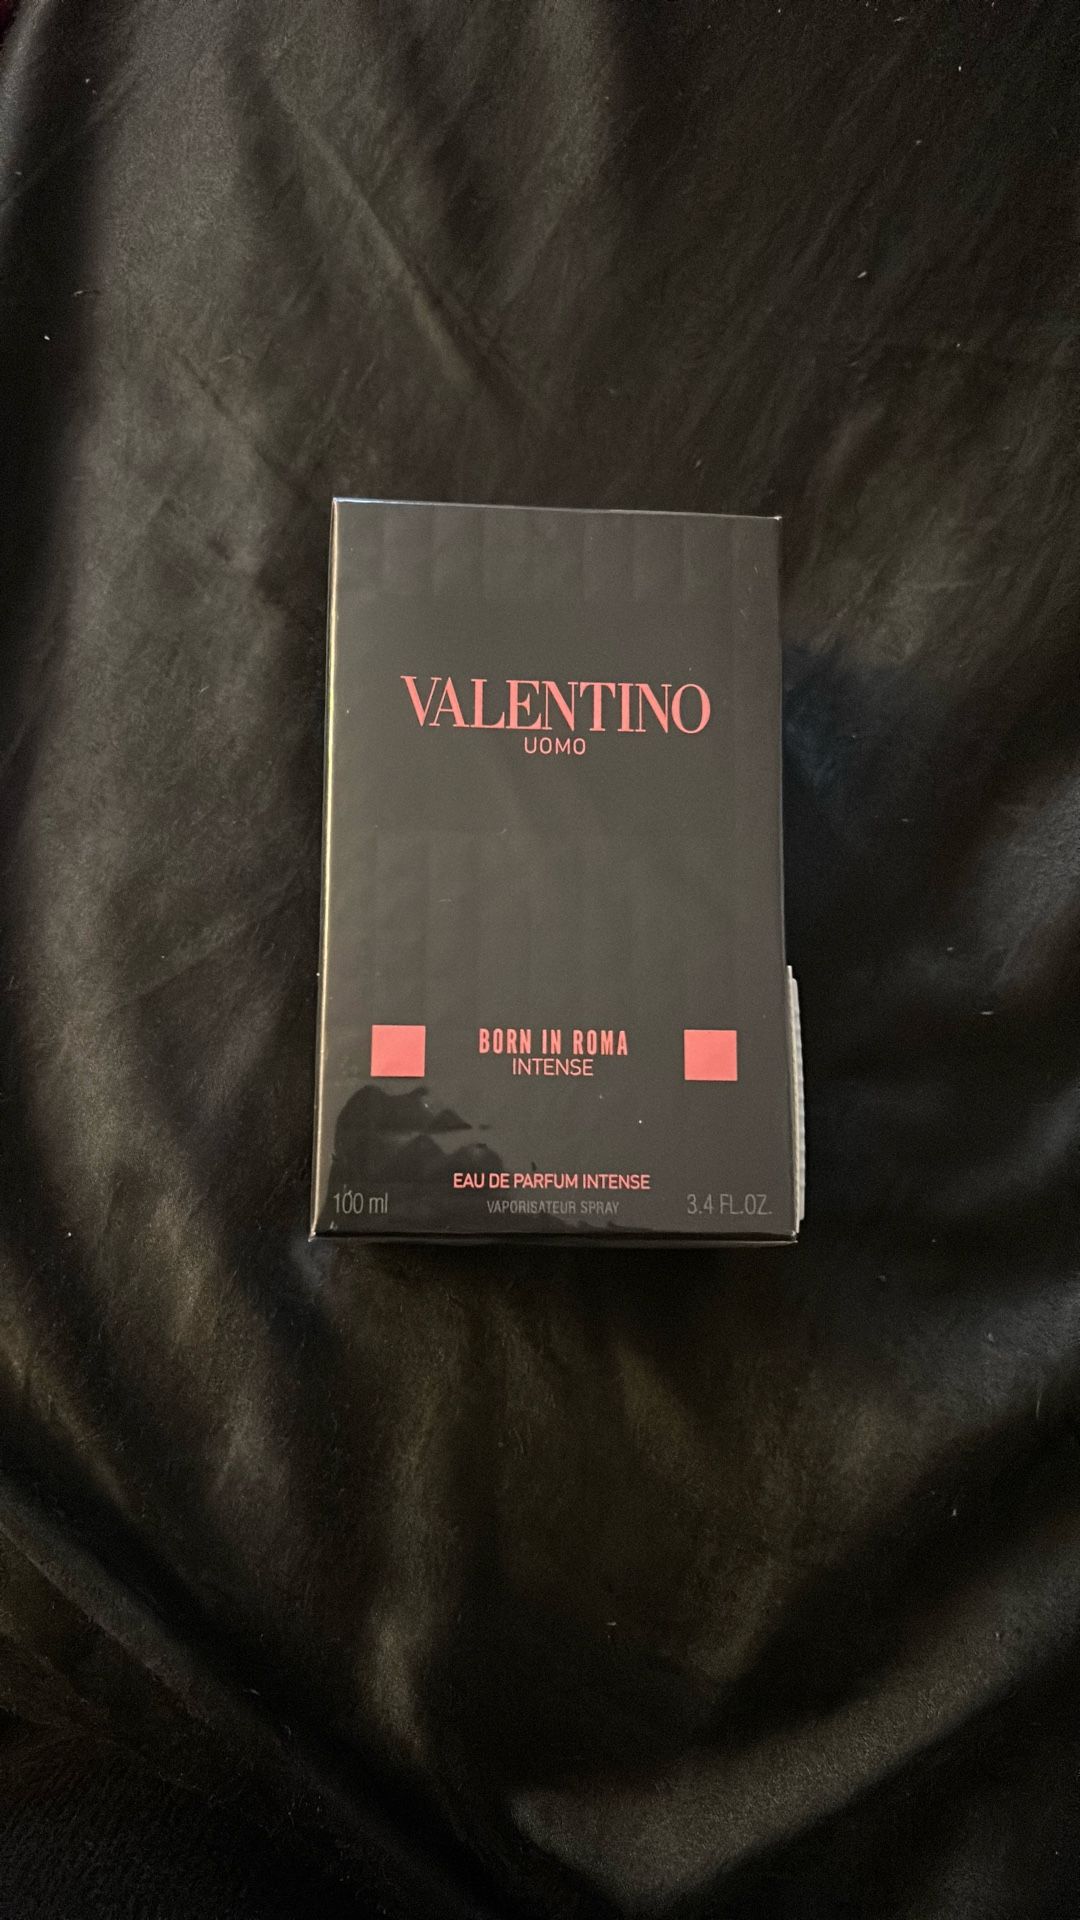 VALENTINO
UOMO
BORN IN ROMA
INTENSE
EAU DE PARFUM INTENSE
100 ml VAPORISATEUR SPRAY 3.4 FL.OZ.